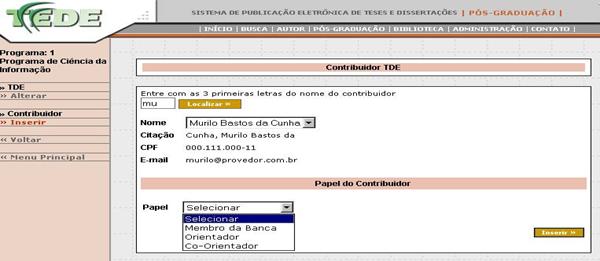 TEDE
SISTEMA DE PUBLICAÇÃO ELETRÔNICA DE TESES E DISSERTAÇÕES | PÓS-GRADUAÇÃO |
| INÍCIO | BUSCA | AUTOR | PÓS-GRADUAÇÃO | BIBLIOTECA | ADMINISTRAÇÃO | CONTATO |
Programa: 1
Programa de Ciência da
Informação
» TDE
» Alterar
» Contribuidor
» Inserir
« Voltar
« Menu Principal
Contribuidor TDE
Entre com as 3 primeiras letras do nome do contribuidor
mu Localizar »
Nome Murilo Bastos da Cunha
Citação Cunha, Murilo Bastos da
CPF 000.111.000-11
E-mail murilo@provedor.com.br
Papel do Contribuidor
Papel Selecionar
Selecionar
Membro da Banca
Orientador
Co-Orientador
Inserir »